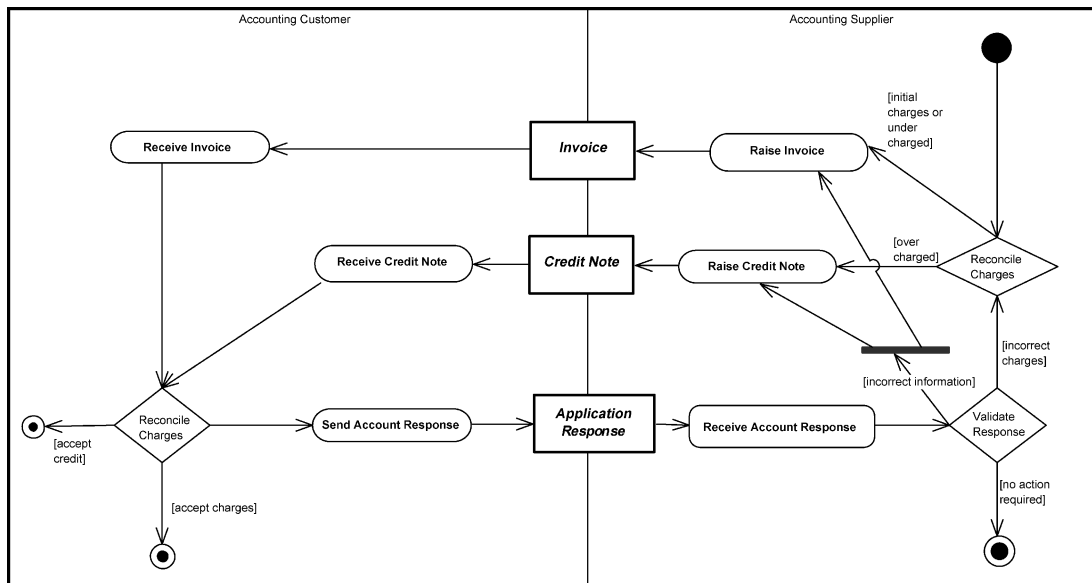 Accounting Customer
Accounting Supplier
[initial
charges or
under
charged]
Receive Invoice
Invoice
Raise Invoice
Receive Credit Note
Credit Note
Raise Credit Note
[over
charged]
Reconcile
Charges
[incorrect
charges]
[incorrect information]
Reconcile
Charges
Send Account Response
Application
Response
Receive Account Response
Validate
Response
[accept
credit]
[accept charges]
[no action
required]